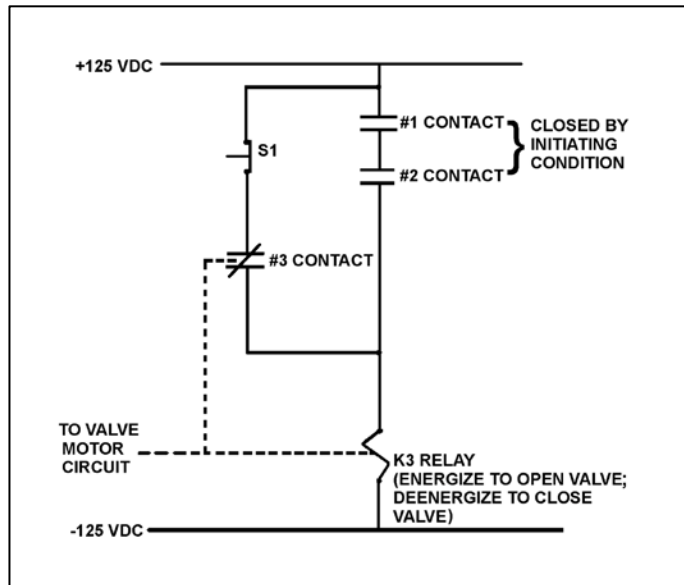 +125 VDC
#1 CONTACT
CLOSED BY
INITIATING
CONDITION
S1
#2 CONTACT
#3 CONTACT
TO VALVE
MOTOR
CIRCUIT
K3 RELAY
(ENERGIZE TO OPEN VALVE;
DEENERGIZE TO CLOSE
VALVE)
-125 VDC